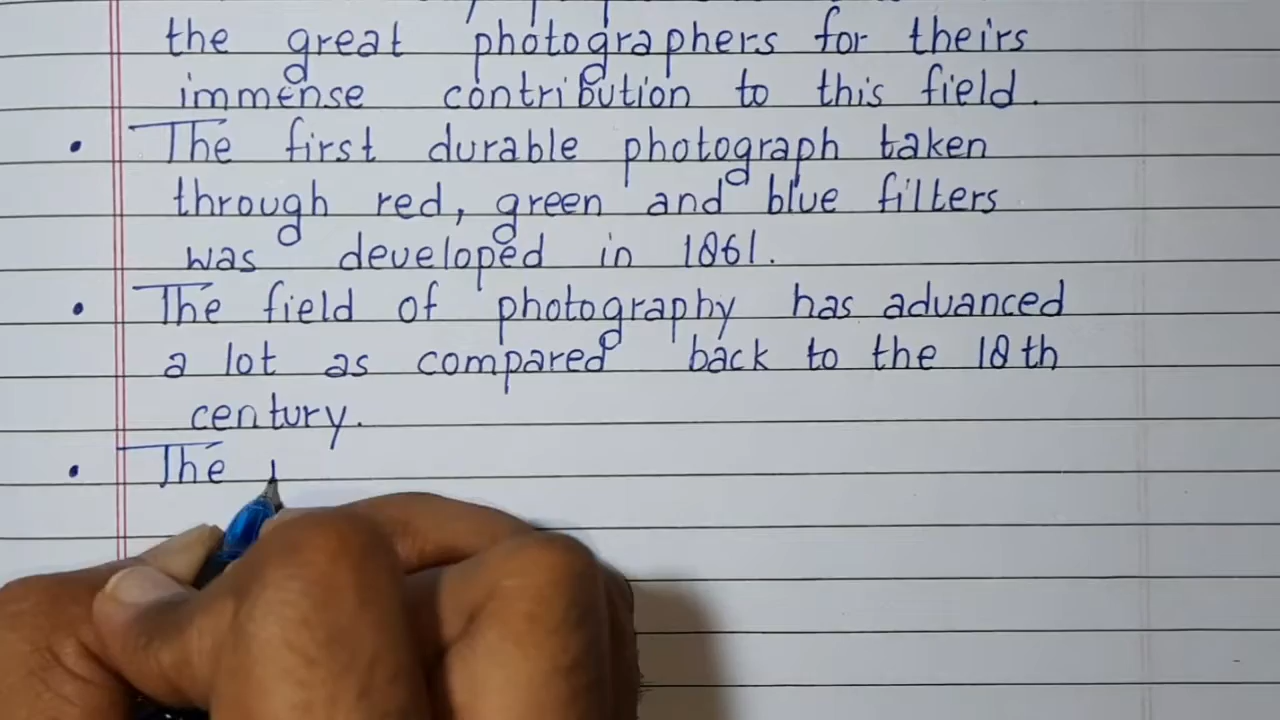 the great photographers for theirs
immense contribution to this field.
• The first durable photograph taken
through red, green and blue filters
was developed in 1861.
• The field of photography has advanced
a lot as compared back to the 18th
century.
• The